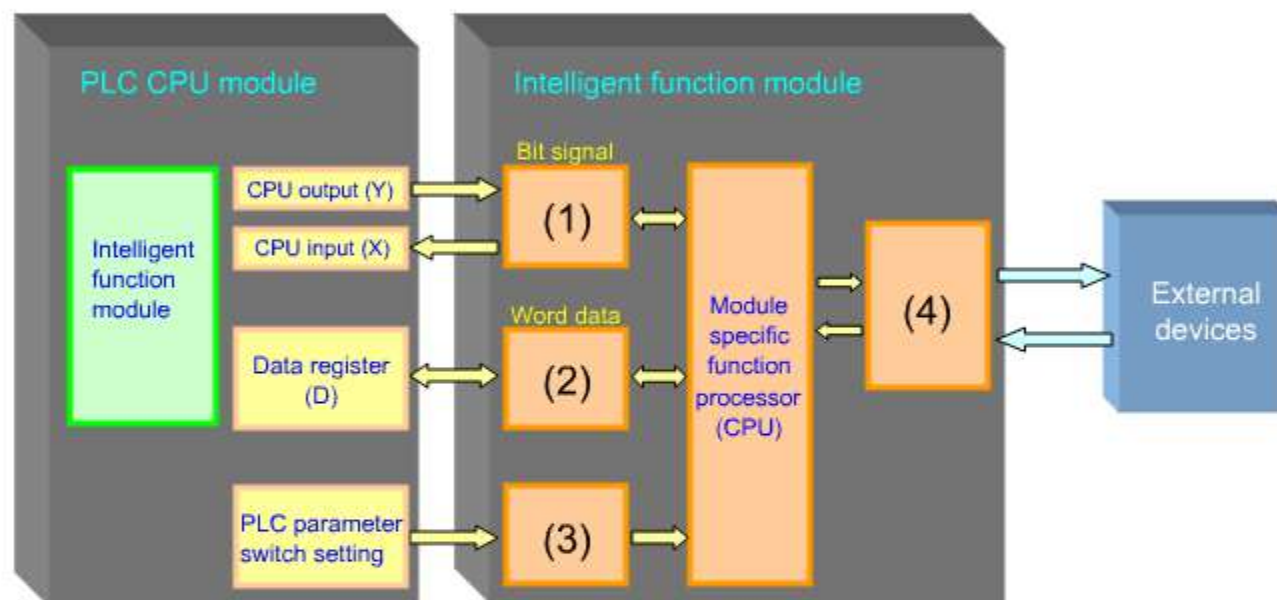 PLC CPU module
Intelligent
function
module
CPU output (Y)
CPU input (X)
Data register
(D)
PLC parameter
switch setting
Intelligent function module
Bit signal
(1)
Word data
(2)
(3)
Module
specific
function
processor
(CPU)
(4)
External
devices